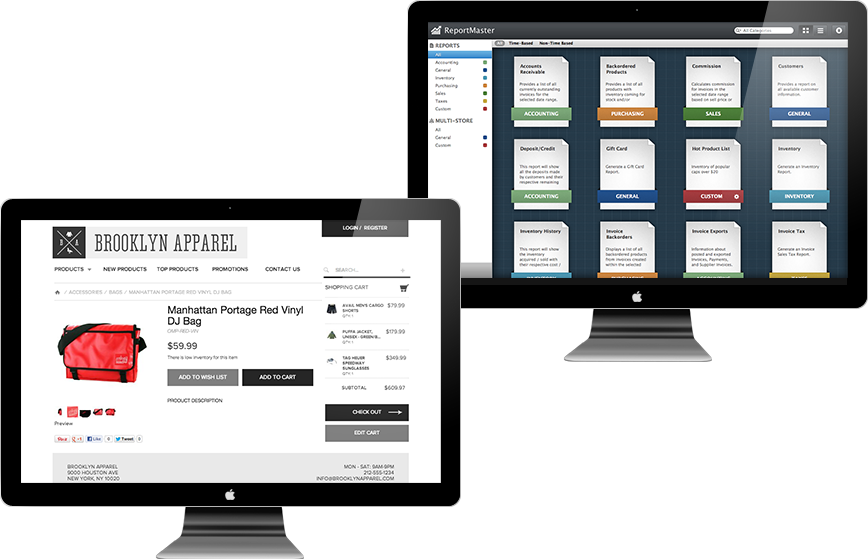 ReportMaster
All Categories
REPORTS
All
Accounting
General
Inventory
Purchasing
Sales
Taxes
Custom
MULTI-STORE
All
General
Custom
All Time-Based Non-Time Based
Accounts
Receivable
Provides a list of all
currently outstanding
invoices for the
selected date range.
ACCOUNTING
Backordered
Products
Provides a list of all
products with
inventory coming for
stock and/or
PURCHASING
Commission
Calculates commission
for invoices in the
selected date range
based on set price or
SALES
Customers
Provides a report on
all available customer
information.
GENERAL
Deposit/Credit
This report will show
all the deposits made
by customers and their
respective remaining
ACCOUNTING
Gift Card
Generate a Gift Card
Report.
GENERAL
Hot Product List
Inventory of popular
caps over $20.
CUSTOM
Inventory
Generate an Inventory
Report.
INVENTORY
Inventory History
This report will show
the inventory
acquired / sold with
their respective cost /
INVENTORY
Invoice
Backorders
Displays a list of all
backordered products
from invoices created
within the selected
PURCHASING
Invoice Exports
Information about
posted and exported
Invoices, Payments,
and Supplier Invoices.
ACCOUNTING
Invoice Tax
Generate an Invoice
Sales Tax Report.
BA
BROOKLYN APPAREL
LOGIN / REGISTER
PRODUCTS NEW PRODUCTS TOP PRODUCTS PROMOTIONS CONTACT US
SEARCH...
/ ACCESSORIES / BAGS / MANHATTAN PORTAGE RED VINYL DJ BAG
SHOPPING CART
Manhattan Portage Red Vinyl
DJ Bag
$59.99
There is low inventory for this item
ADD TO WISH LIST
ADD TO CART
PRODUCT DESCRIPTION
AVAIL MEN'S CARGO
SHORTS
QTY 1
$79.99
PUFFA JACKET,
UNISEX - GREEN/B...
QTY 1
$179.99
TAG HEUER
SPEEDWAY
SUNGLASSES
QTY 1
$349.99
SUBTOTAL $609.97
CHECK OUT
EDIT CART
Preview
Pin it
+1
Like 0
Tweet 0
BROOKLYN APPAREL
9000 HOUSTON AVE
NEW YORK, NY 10020
MON - SAT: 9AM-9PM
212-555-1234
INFO@BROOKLYNAPPAREL.COM